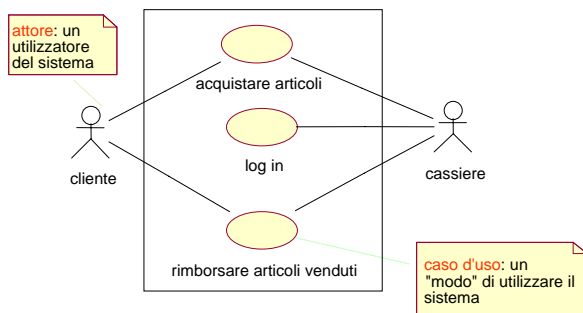 attore: un
utilizzatore
del sistema
acquistare articoli
log in
cliente
cassiere
rimborsare articoli venduti
caso d'uso: un
"modo" di utilizzare il
sistema